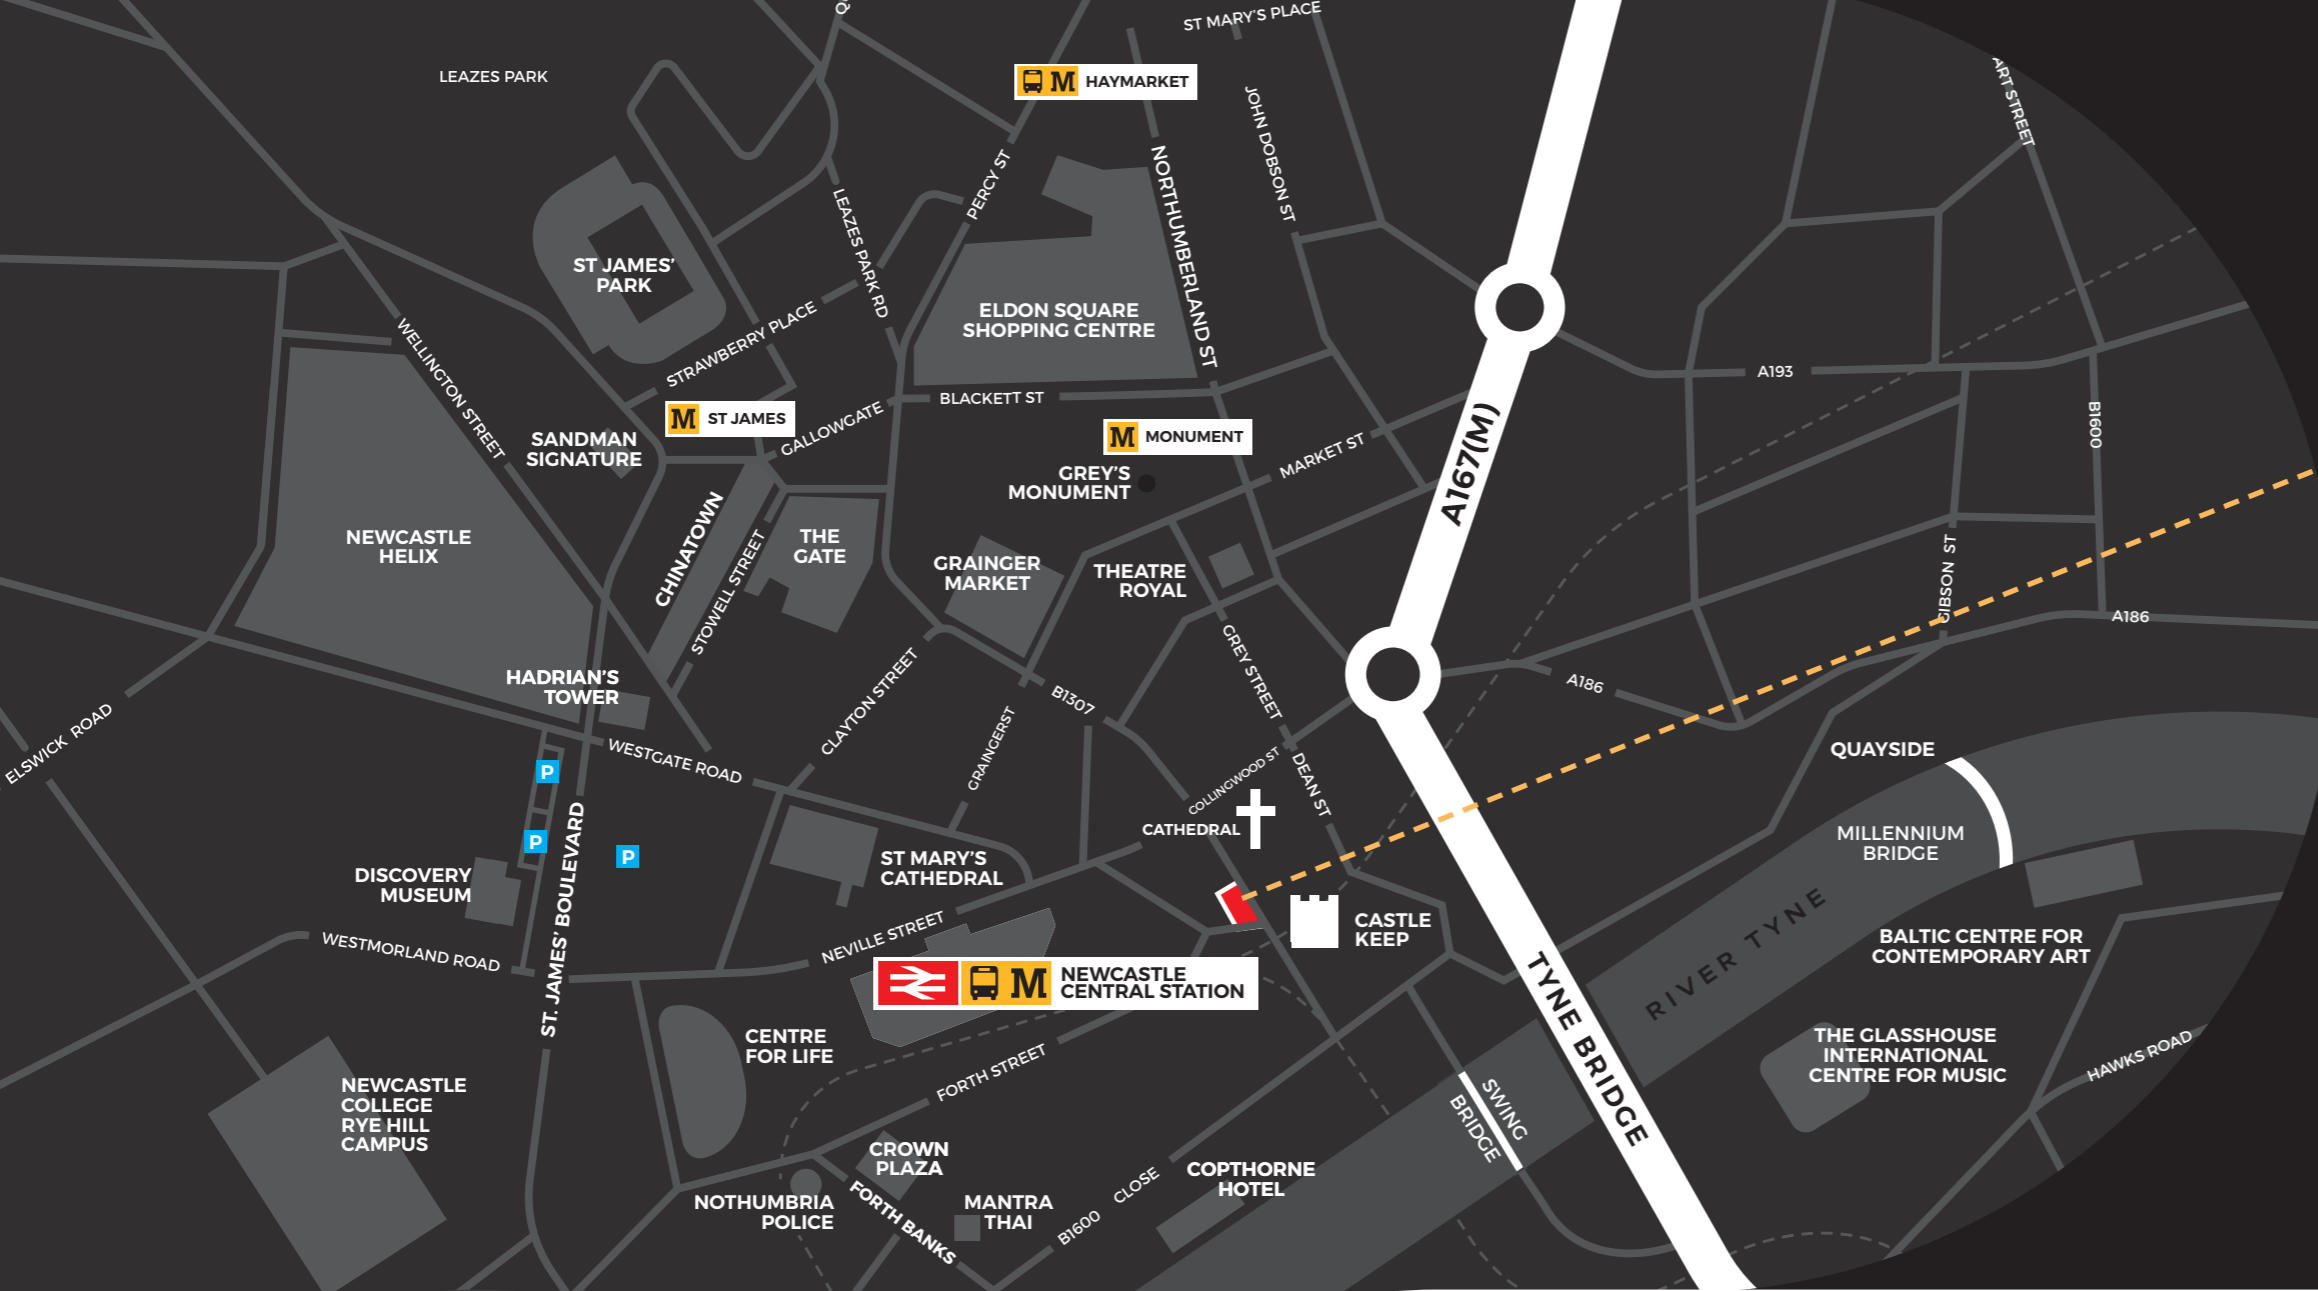 Q
ST MARY'S PLACE
LEAZES PARK
M HAYMARKET
ART STREET
JOHN DOBSON ST
PERCY ST
NORTHUMBERLAND ST
LEAZES PARK RD
ST JAMES'
PARK
ELDON SQUARE
SHOPPING CENTRE
STRAWBERRY PLACE
WELLINGTON STREET
A193
BLACKETT ST
M ST JAMES
GALLOWGATE
M MONUMENT
B1600
A167(M)
SANDMAN
SIGNATURE
MARKET ST
GREY'S
MONUMENT
CHINATOWN
NEWCASTLE
HELIX
THE
GATE
STOWELL STREET
GRAINGER
MARKET
THEATRE
ROYAL
GIBSON ST
A186
GREY STREET
HADRIAN'S
TOWER
CLAYTON STREET
B1307
A186
ELSWICK ROAD
WESTGATE ROAD
GRAINGERST
COLLINGWOOD ST
DEAN ST
QUAYSIDE
P
P
P
CATHEDRAL
MILLENNIUM
BRIDGE
ST. JAMES' BOULEVARD
DISCOVERY
MUSEUM
ST MARY'S
CATHEDRAL
CASTLE
KEEP
RIVER TYNE
WESTMORLAND ROAD
NEVILLE STREET
BALTIC CENTRE FOR
CONTEMPORARY ART
M NEWCASTLE
CENTRAL STATION
TYNE BRIDGE
CENTRE
FOR LIFE
THE GLASSHOUSE
INTERNATIONAL
CENTRE FOR MUSIC
HAWKS ROAD
FORTH STREET
NEWCASTLE
COLLEGE
RYE HILL
CAMPUS
SWING
BRIDGE
CROWN
PLAZA
COPTHORNE
HOTEL
CLOSE
B1600
NOTHUMBRIA
POLICE
FORTH BANKS
MANTRA
THAI